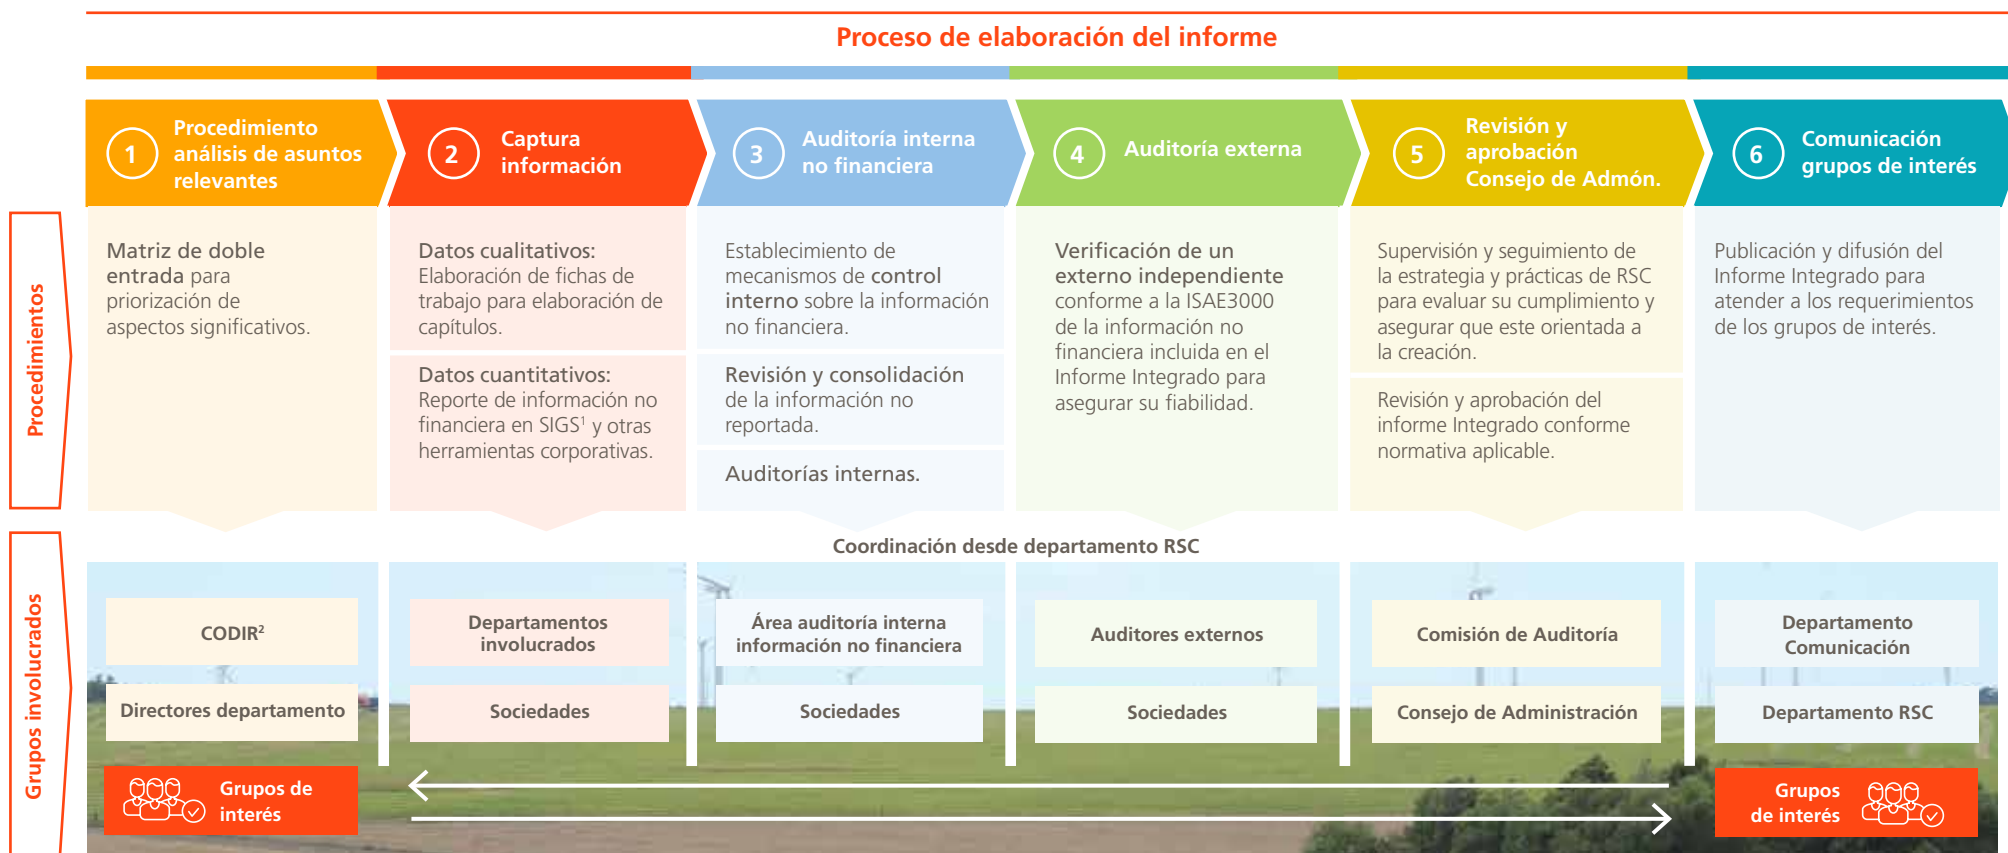 Proceso de elaboración del informe
1
Procedimiento
análisis de asuntos
relevantes
2
Captura
información
3
Auditoría interna
no financiera
4
Auditoría externa
5
Revisión y
aprobación
Consejo de Admón.
6
Comunicación
grupos de interés
Procedimientos
Matriz de doble
entrada para
priorización de
aspectos significativos.
Datos cualitativos:
Elaboración de fichas de
trabajo para elaboración de
capítulos.
Datos cuantitativos:
Reporte de información no
financiera en SIGS¹ y otras
herramientas corporativas.
Establecimiento de
mecanismos de control
interno sobre la información
no financiera.
Revisión y consolidación
de la información no
reportada.
Auditorías internas.
Verificación de un
externo independiente
conforme a la ISAE3000
de la información no
financiera incluida en el
Informe Integrado para
asegurar su fiabilidad.
Supervisión y seguimiento de
la estrategia y prácticas de RSC
para evaluar su cumplimiento y
asegurar que este orientada a
la creación.
Revisión y aprobación del
informe Integrado conforme
normativa aplicable.
Publicación y difusión del
Informe Integrado para
atender a los requerimientos
de los grupos de interés.
Coordinación desde departamento RSC
Grupos involucrados
CODIR²
Directores departamento
Departamentos
involucrados
Sociedades
Área auditoría interna
información no financiera
Sociedades
Auditores externos
Sociedades
Comisión de Auditoría
Consejo de Administración
Departamento
Comunicación
Departamento RSC
Grupos de
interés
Grupos
de interés